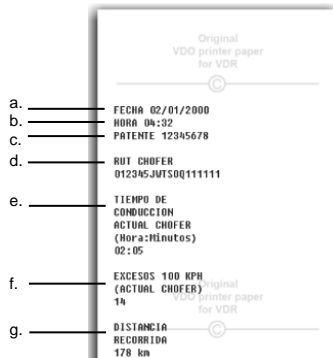 Original
VDO printer paper
for VDR
©
a. FECHA 02/01/2000
b. HORA 04:32
c. PATENTE 12345678
d. RUT CHOFER
012345JWTS0Q111111
e. TIEMPO DE
CONDUCCION
ACTUAL CHOFER
(Hora:Minutos)
02:05
f. EXCESOS 100 KPH
(ACTUAL CHOFER)
14
Original
VDO printer paper
for VDR
©
g. DISTANCIA
RECORRIDA
178 km